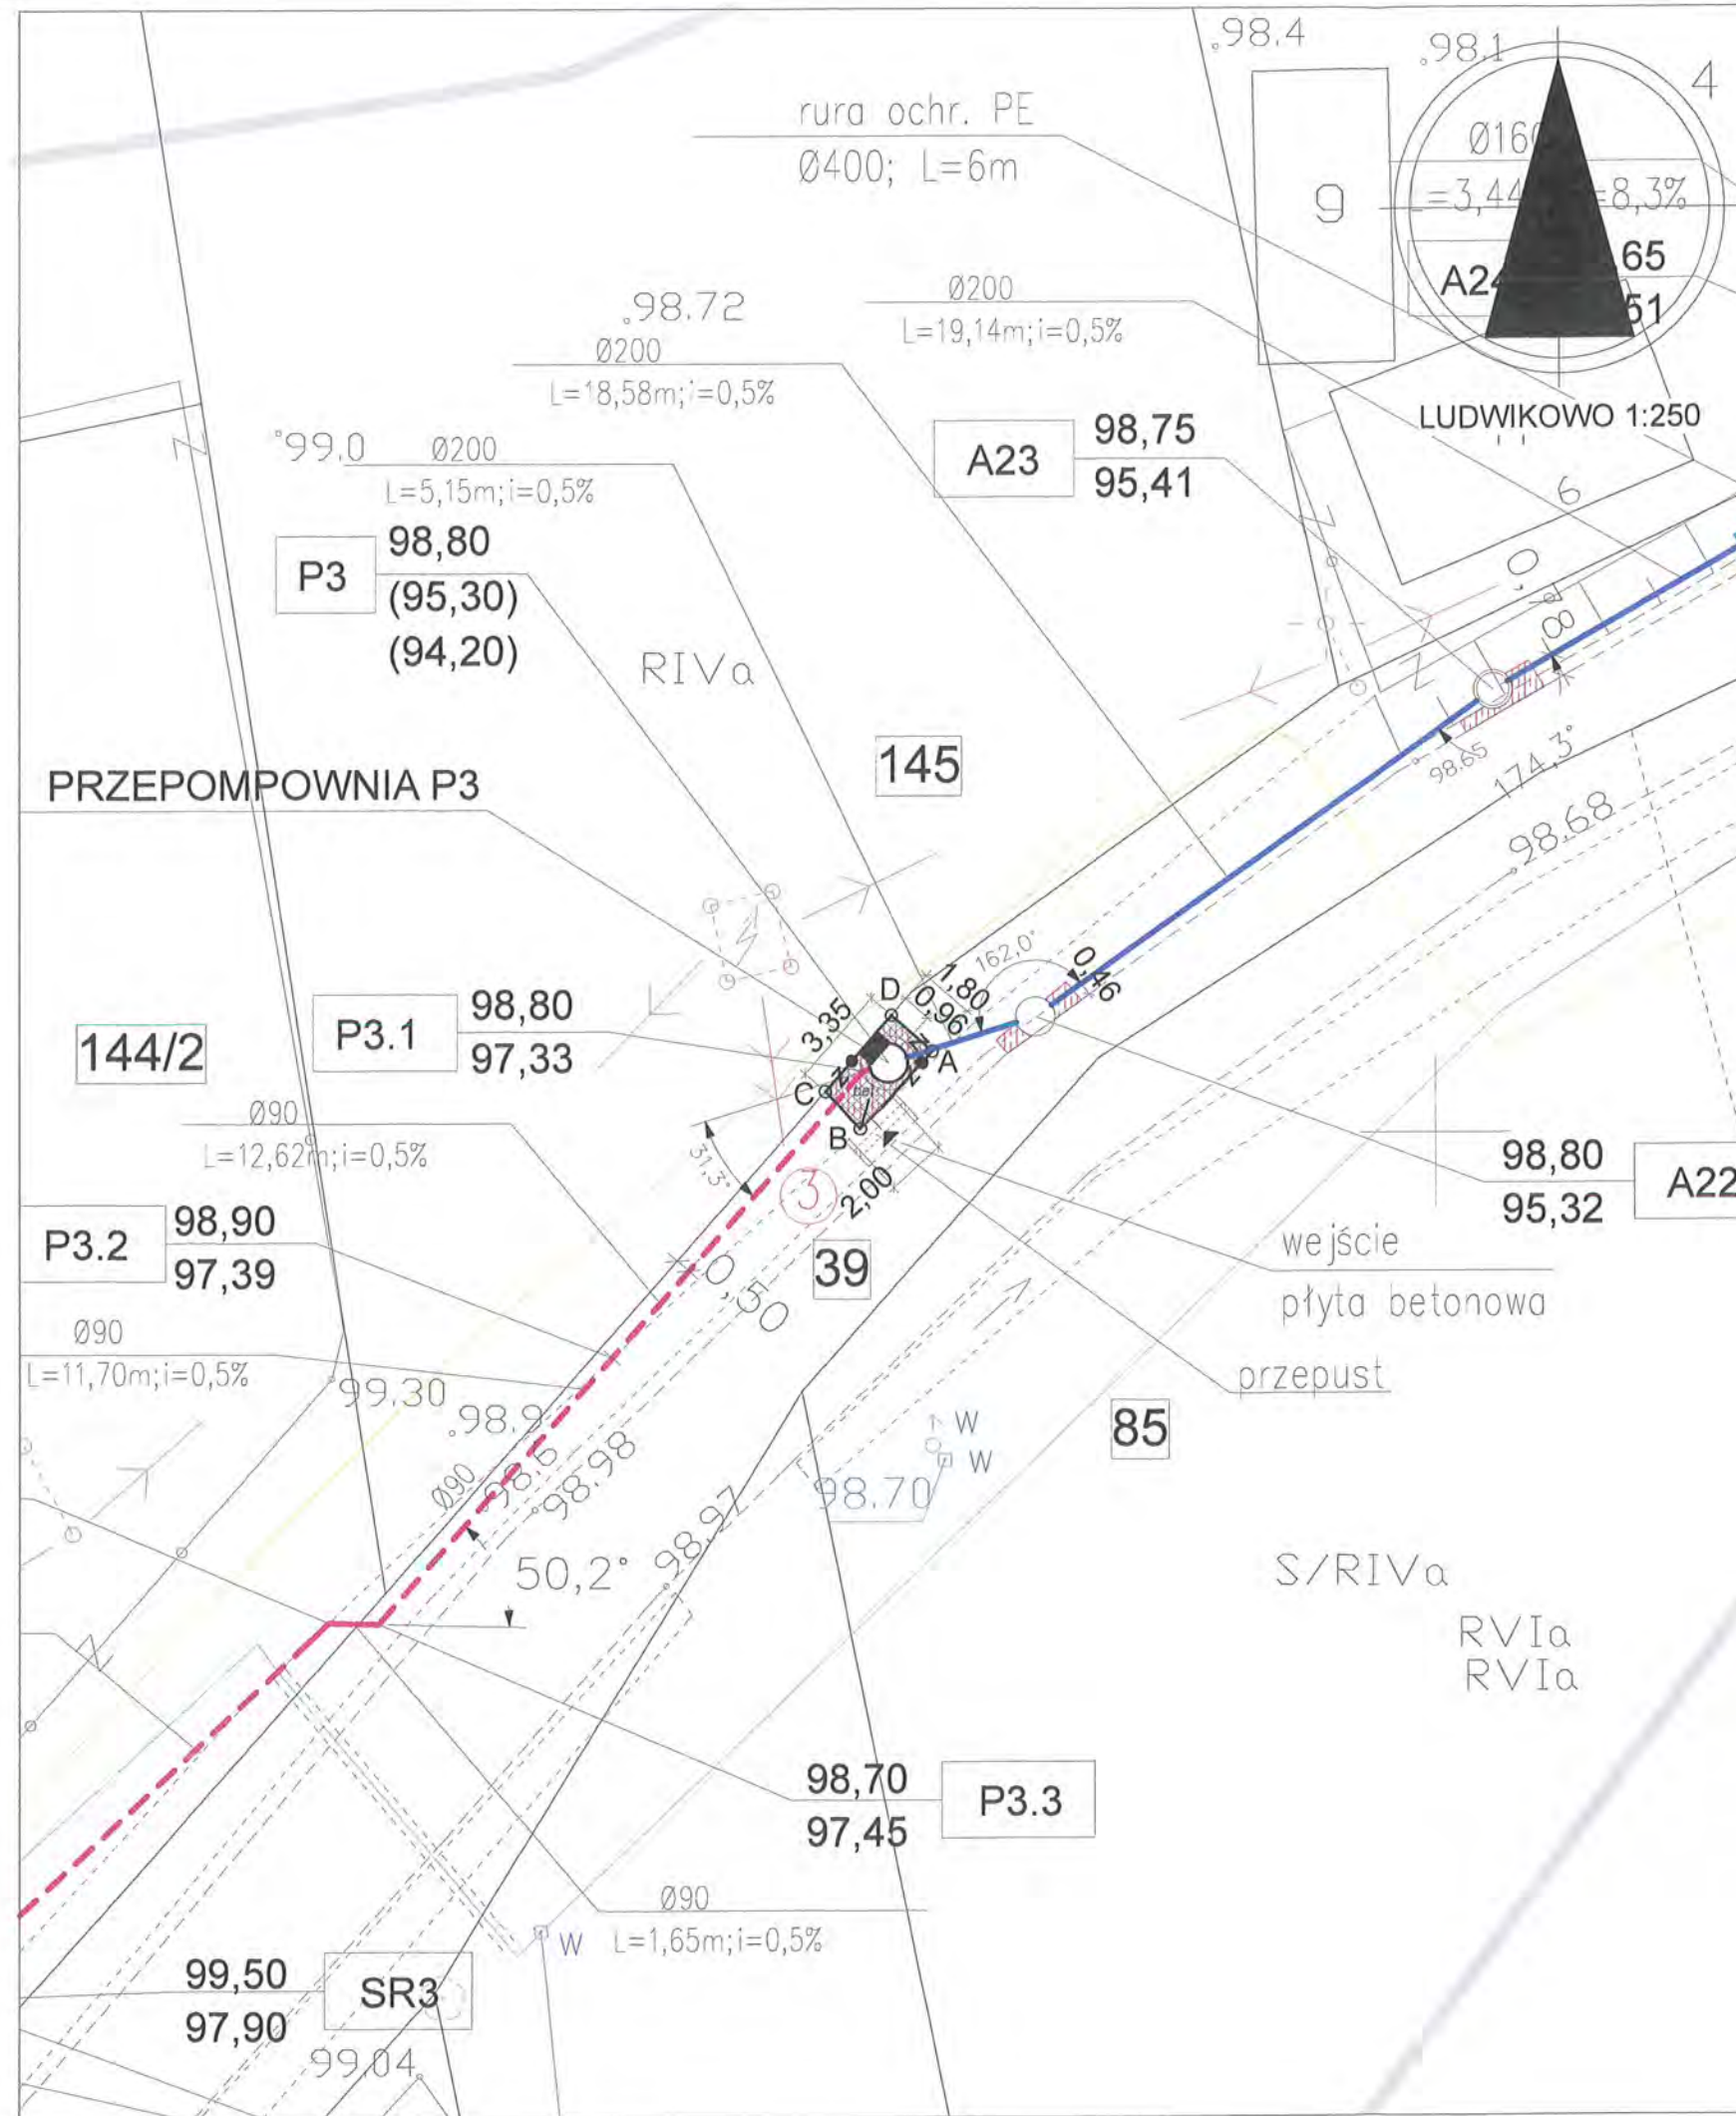 98.4
98.1
4
rura ochr. PE
Ø400; L=6m
9
=8,3%
65
51
Ø200
L=19,14m;i=0,5%
98.72
Ø200
L=18,58m;i=0,5%
LUDWIKOWO 1:250
A23
98,75
95,41
99.0
Ø200
L=5,15m;i=0,5%
6
P3
98,80
(95,30)
(94,20)
RIVa
145
98.65
174,3°
PRZEPOMPOWNIA P3
98.68
162,0°
0,46
1,80
0,96
D
3,35
A
C
B
P3.1
98,80
97,33
144/2
Ø90
L=12,62m;i=0,5%
31,3°
3
2,00
98,80
95,32
A22
P3.2
98,90
97,39
39
0,50
wejście
płyta betonowa
przepust
Ø90
L=11,70m;i=0,5%
99.30
98.9
85
W
W
98.70
Ø90
98.6
98.98
98.97
50,2°
S/RIVa
RVIa
RVIa
98,70
97,45
P3.3
Ø90
L=1,65m;i=0,5%
W
99,50
97,90
SR3
99,04